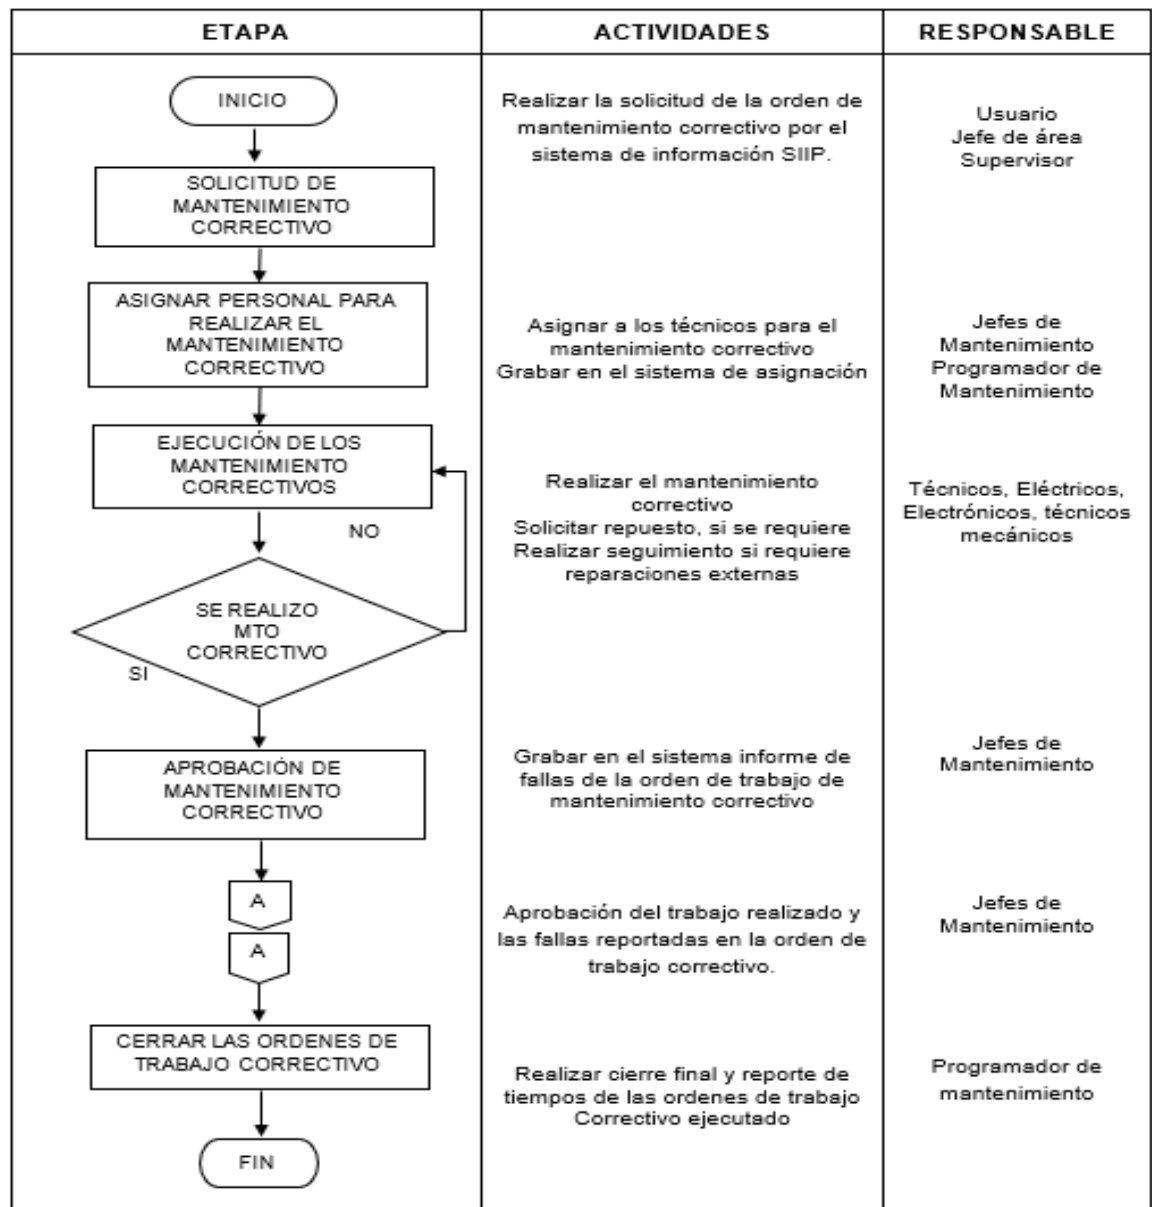 ETAPA
ACTIVIDADES
RESPONSABLE
INICIO
Realizar la solicitud de la orden de
mantenimiento correctivo por el
sistema de información SIIP.
Usuario
Jefe de área
Supervisor
SOLICITUD DE
MANTENIMIENTO
CORRECTIVO
ASIGNAR PERSONAL PARA
REALIZAR EL
MANTENIMIENTO
CORRECTIVO
Asignar a los técnicos para el
mantenimiento correctivo
Grabar en el sistema de asignación
Jefes de
Mantenimiento
Programador de
Mantenimiento
EJECUCIÓN DE LOS
MANTENIMIENTO
CORRECTIVOS
Realizar el mantenimiento
correctivo
Solicitar repuesto, si se requiere
Realizar seguimiento si requiere
reparaciones externas
Técnicos, Eléctricos,
Electrónicos, técnicos
mecánicos
NO
SE REALIZO
MTO
CORRECTIVO
SI
APROBACIÓN DE
MANTENIMIENTO
CORRECTIVO
Grabar en el sistema informe de
fallas de la orden de trabajo de
mantenimiento correctivo
Jefes de
Mantenimiento
A
A
Aprobación del trabajo realizado y
las fallas reportadas en la orden de
trabajo correctivo.
Jefes de
Mantenimiento
CERRAR LAS ORDENES DE
TRABAJO CORRECTIVO
Realizar cierre final y reporte de
tiempos de las ordenes de trabajo
Correctivo ejecutado
Programador de
mantenimiento
FIN